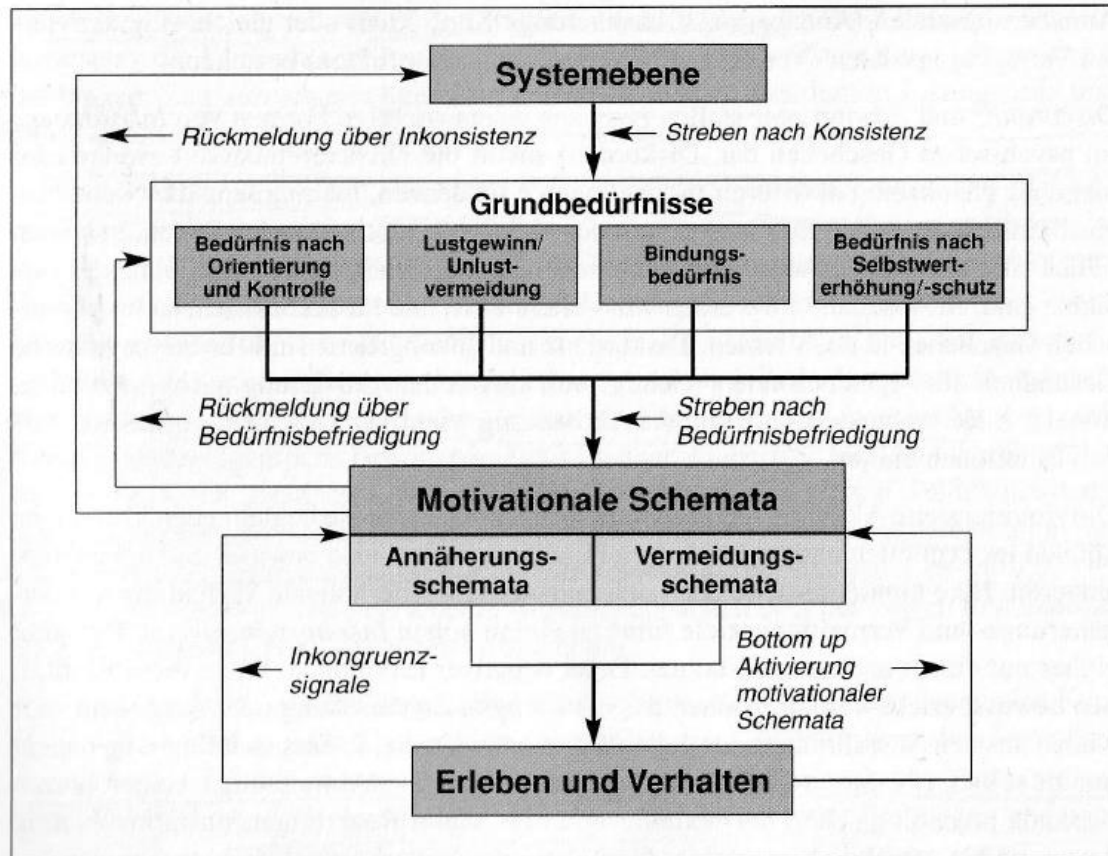 Systemebene
Rückmeldung über Inkonsistenz
Streben nach Konsistenz
Grundbedürfnisse
Bedürfnis nach
Orientierung
und Kontrolle
Lustgewinn/
Unlust-
vermeidung
Bindungs-
bedürfnis
Bedürfnis nach
Selbstwert-
erhöhung/-schutz
Rückmeldung über
Bedürfnisbefriedigung
Streben nach
Bedürfnisbefriedigung
Motivationale Schemata
Annäherungs-
schemata
Vermeidungs-
schemata
Inkongruenz-
signale
Bottom up
Aktivierung
motivationaler
Schemata
Erleben und Verhalten